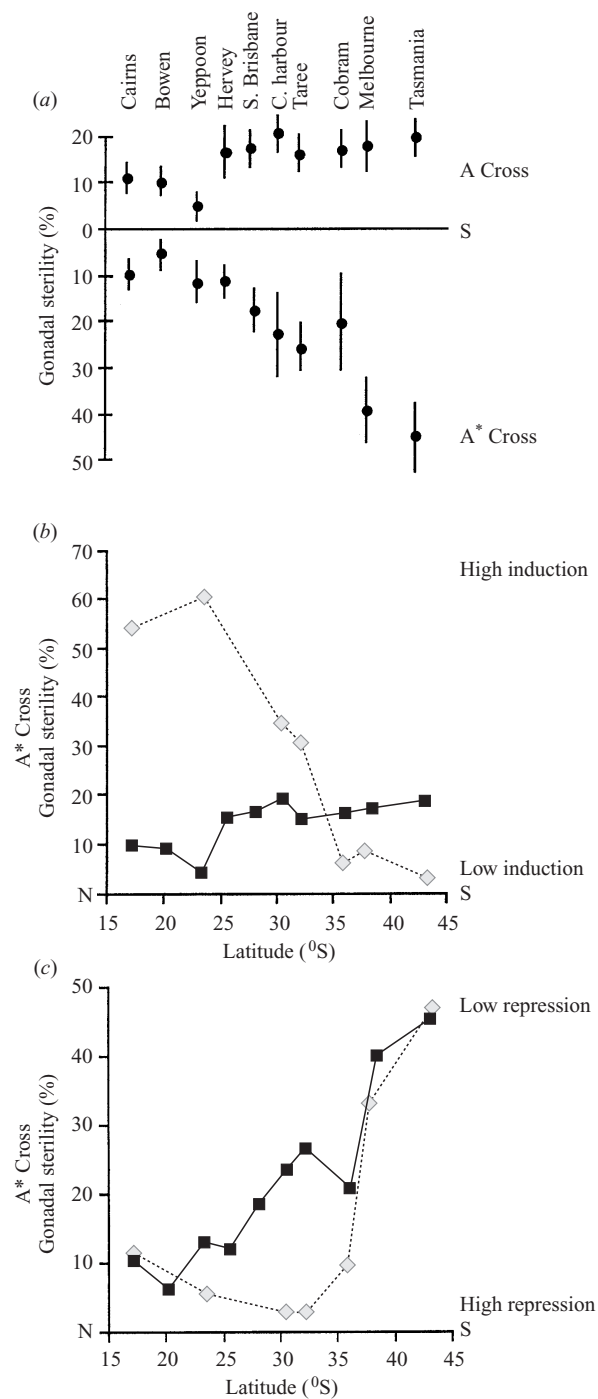 Cairns
Bowen
Yeppoon
Hervey
S. Brisbane
C. harbour
Taree
Cobram
Melbourne
Tasmania
(a)
20
10
0
0
10
20
30
40
50
Gonadal sterility (%)
A Cross
S
A* Cross
(b)
70
60
50
40
30
20
10
N
A* Cross
Gonadal sterility (%)
High induction
Low induction
S
15 20 25 30 35 40 45
Latitude (⁰S)
(c)
50
40
30
20
10
N
A* Cross
Gonadal sterility (%)
Low repression
High repression
S
15 20 25 30 35 40 45
Latitude (⁰S)